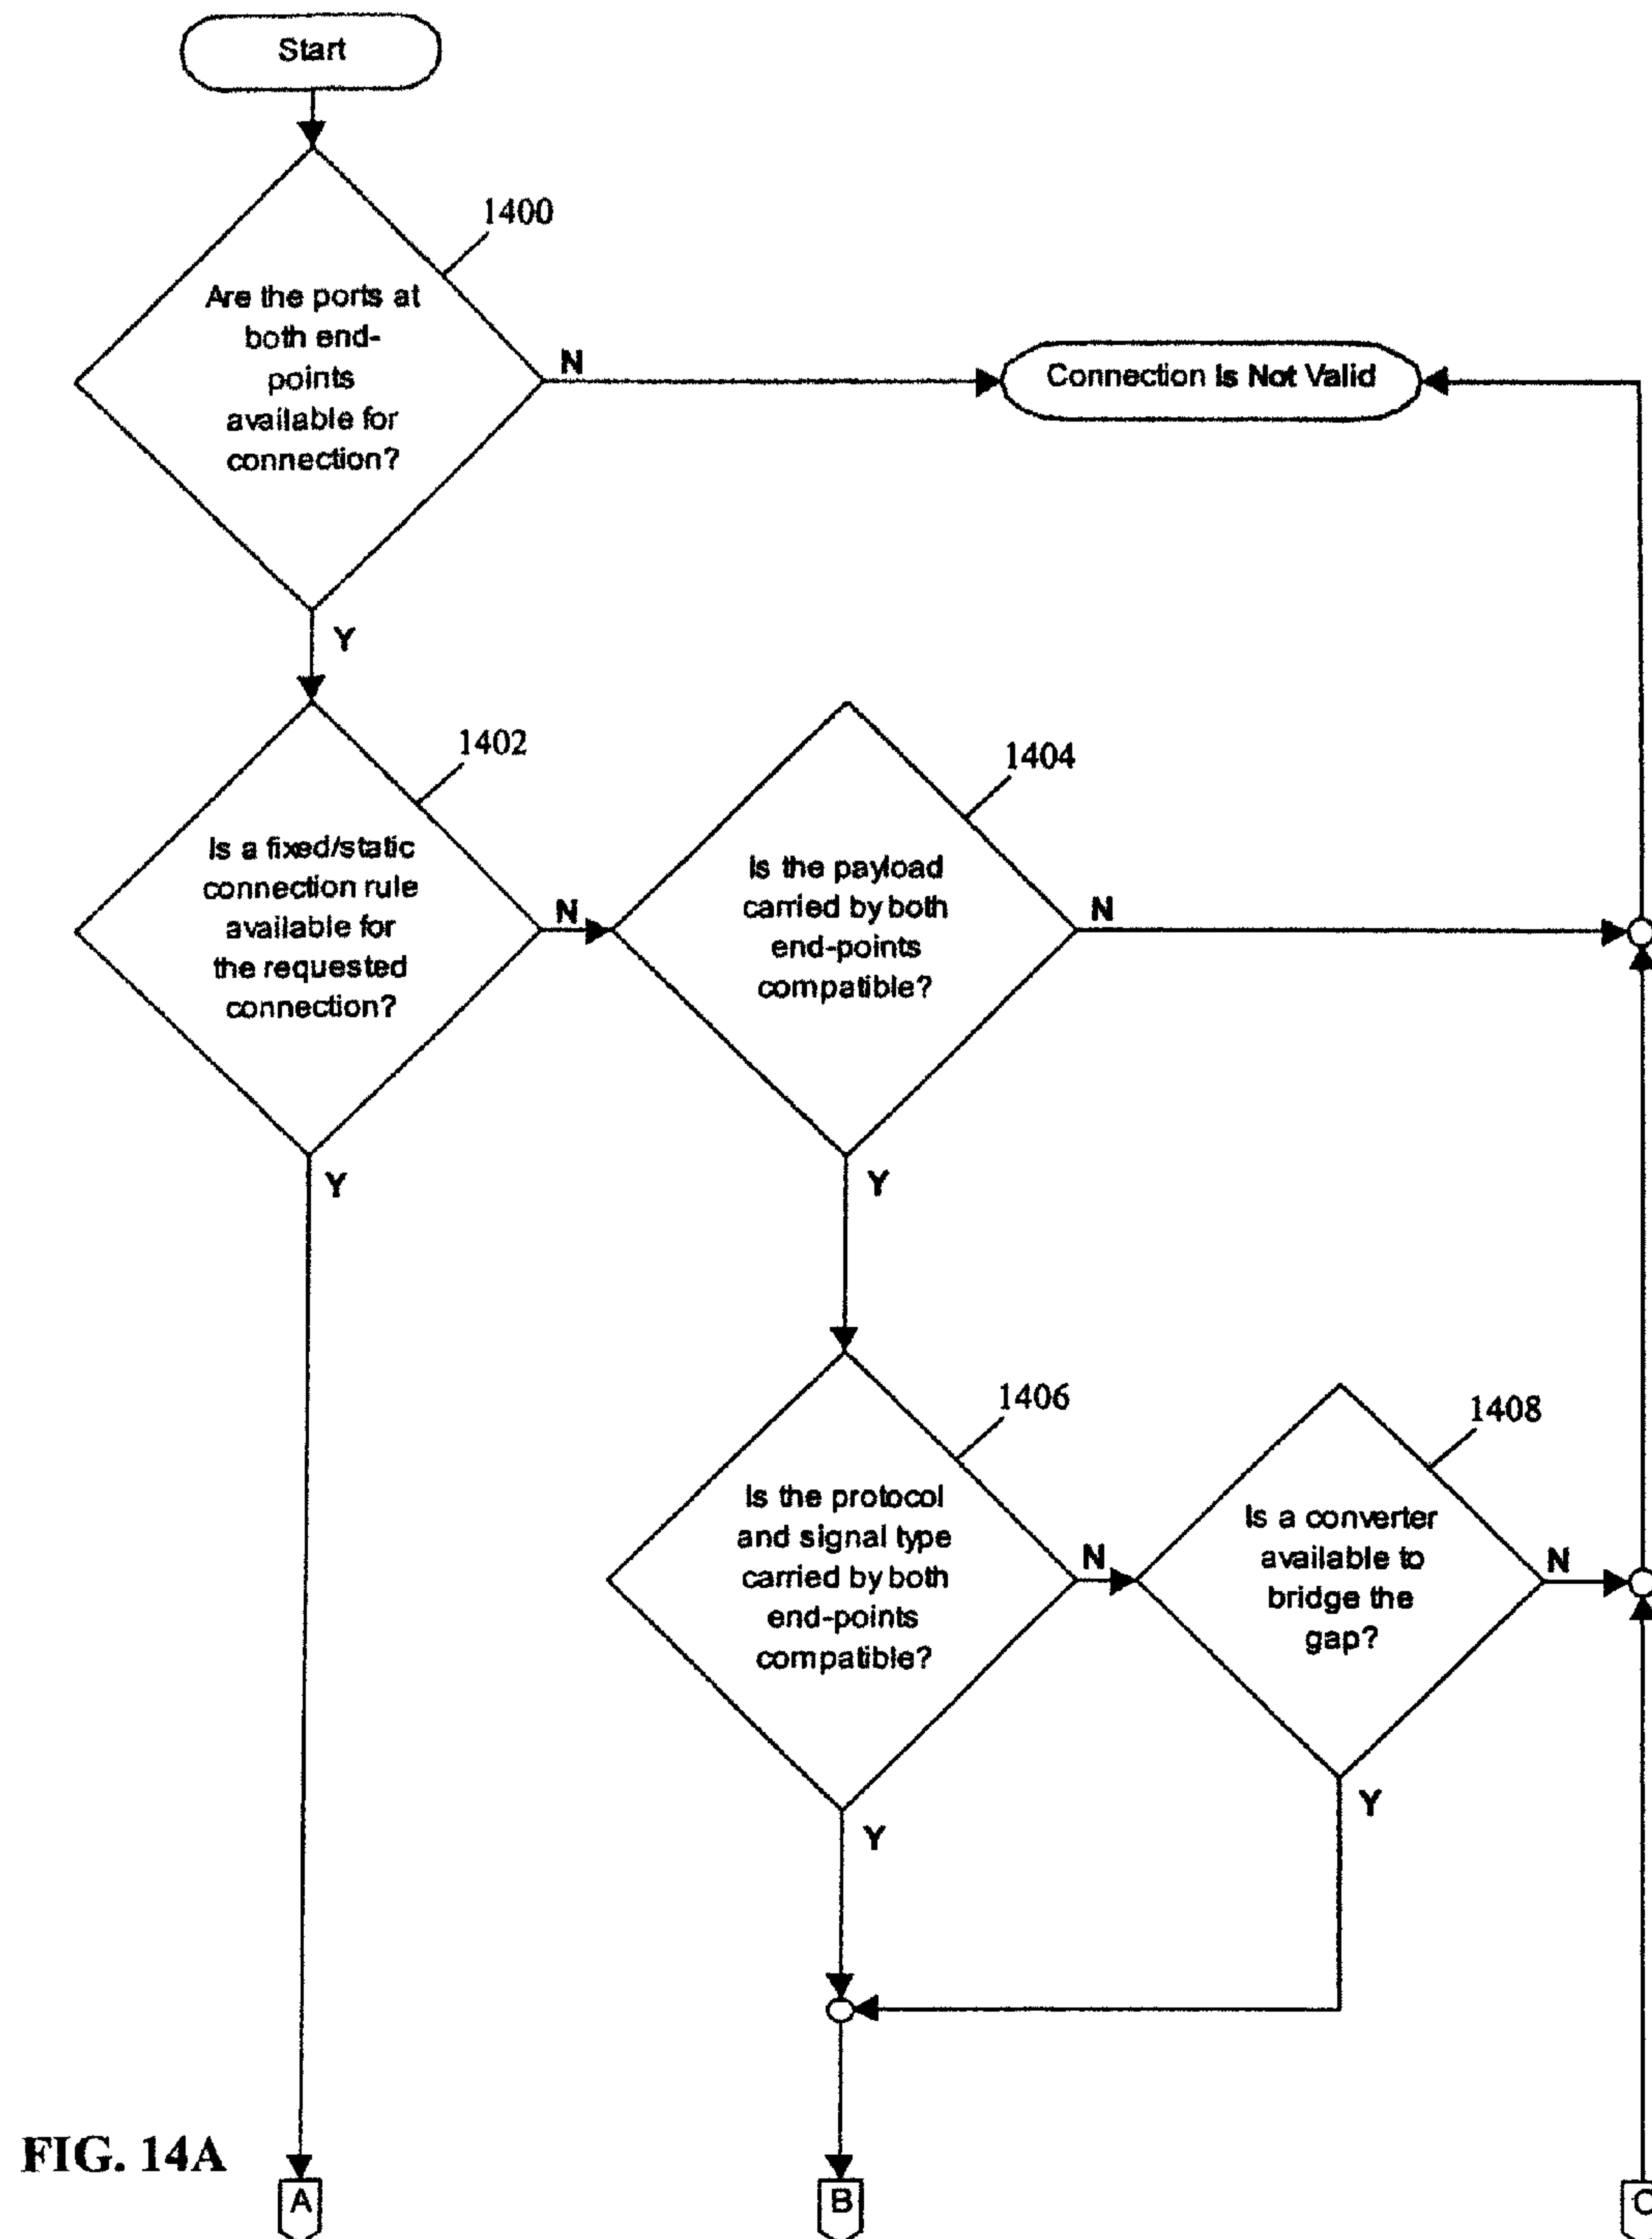 Start
1400
Are the ports at
both end-
points
available for
connection?
N
Connection Is Not Valid
Y
1402
Is a fixed/static
connection rule
available for
the requested
connection?
N
1404
Is the payload
carried by both
end-points
compatible?
N
Y
Y
1406
Is the protocol
and signal type
carried by both
end-points
compatible?
N
1408
Is a converter
available to
bridge the
gap?
N
Y
Y
FIG. 14A
A
B
C